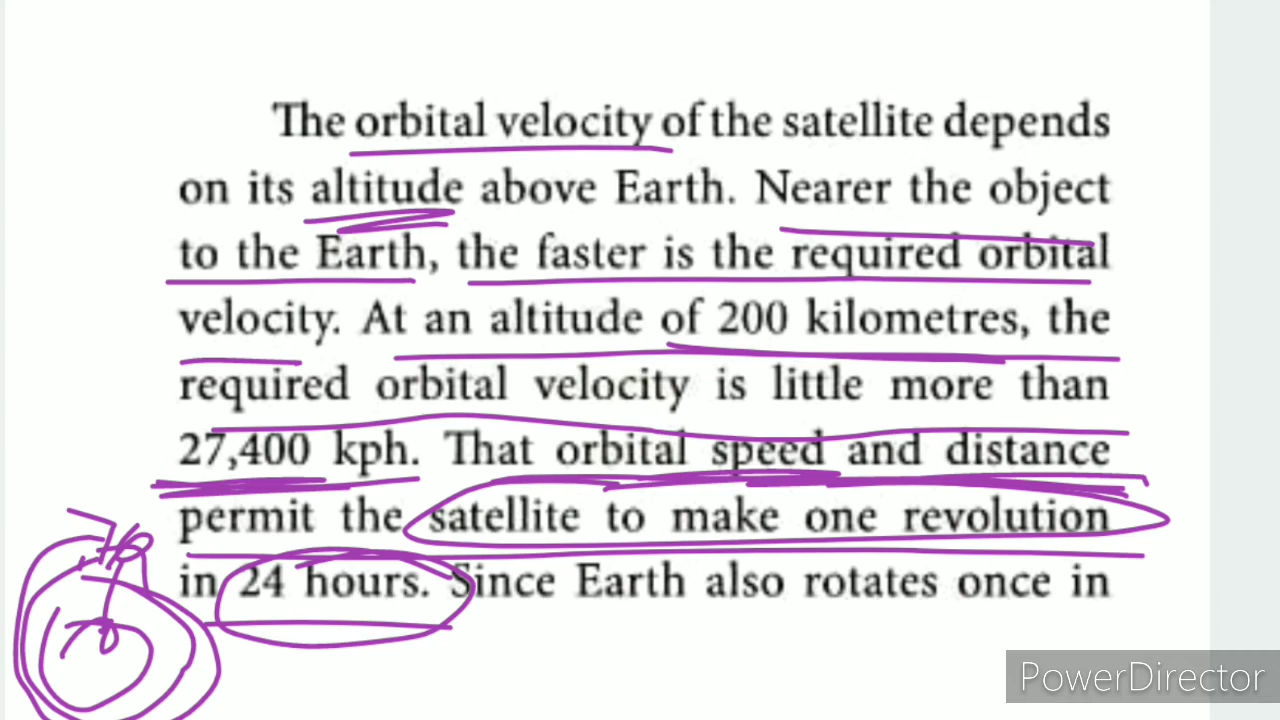 The orbital velocity of the satellite depends
on its altitude above Earth. Nearer the object
to the Earth, the faster is the required orbital
velocity. At an altitude of 200 kilometres, the
required orbital velocity is little more than
27,400 kph. That orbital speed and distance
permit the satellite to make one revolution
in 24 hours. Since Earth also rotates once in
PowerDirector